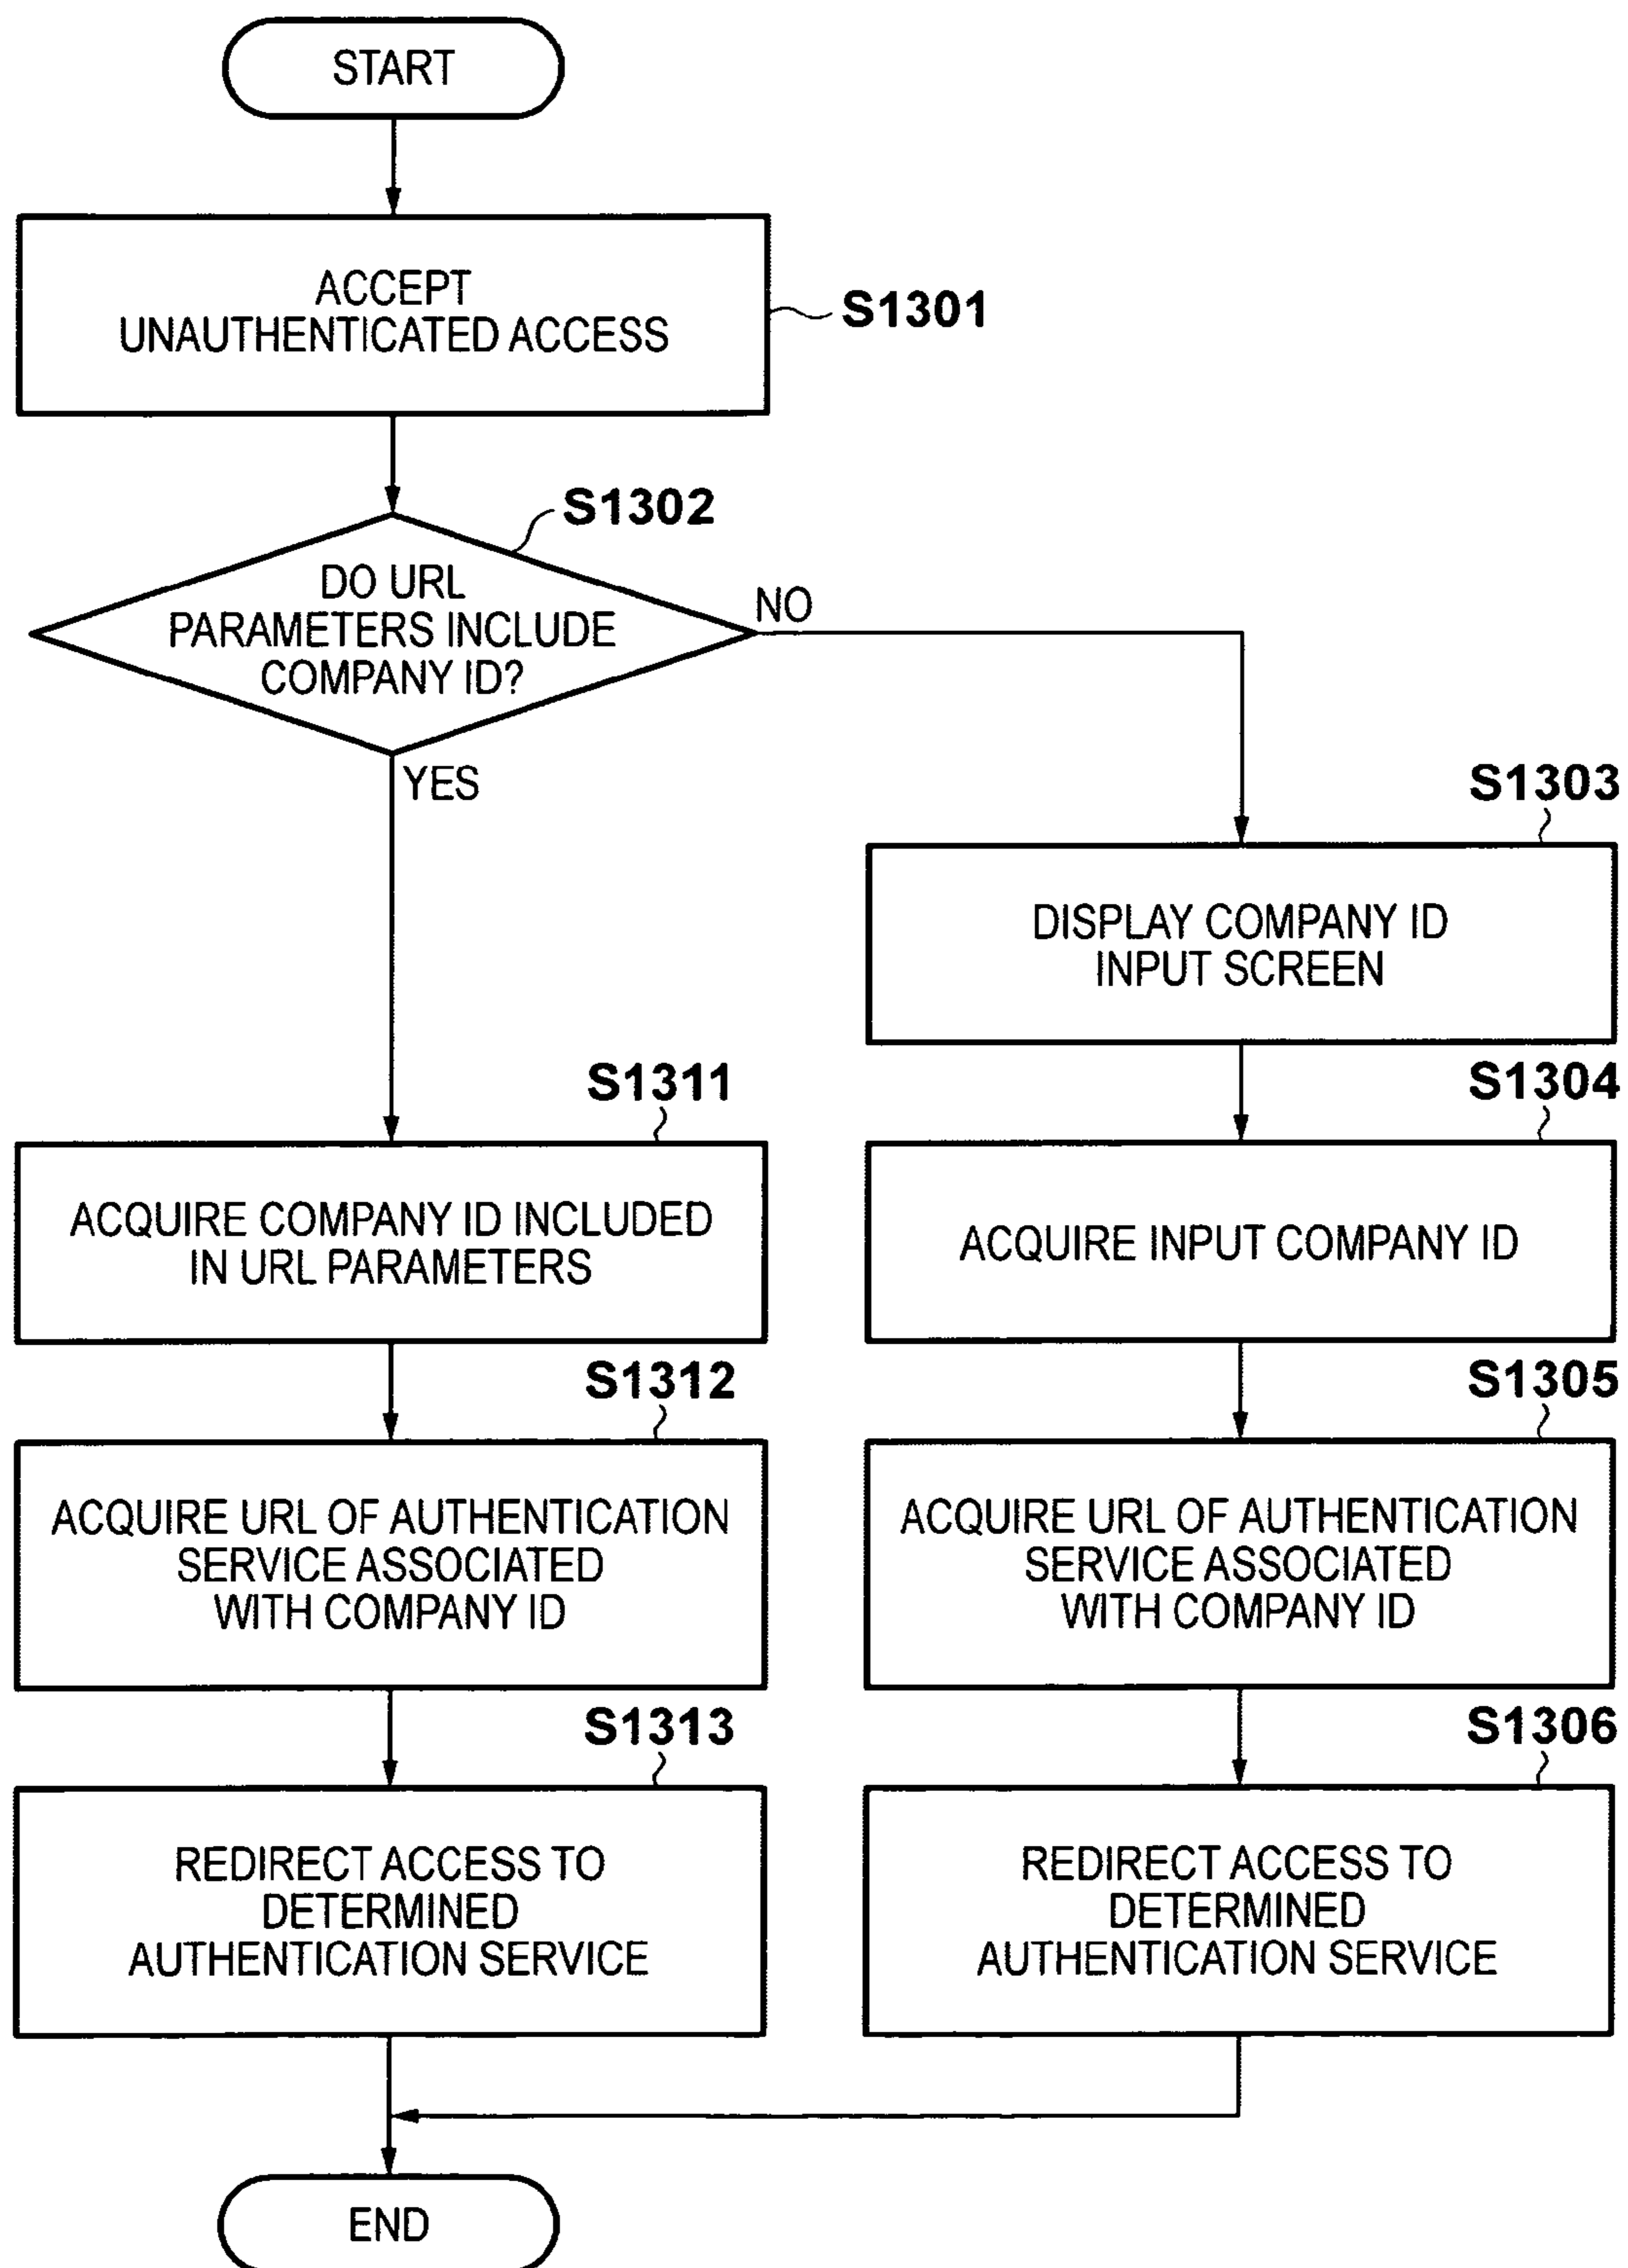 START
ACCEPT
UNAUTHENTICATED ACCESS
S1301
S1302
DO URL
PARAMETERS INCLUDE
COMPANY ID?
NO
YES
S1303
DISPLAY COMPANY ID
INPUT SCREEN
S1311
ACQUIRE COMPANY ID INCLUDED
IN URL PARAMETERS
S1304
ACQUIRE INPUT COMPANY ID
S1312
ACQUIRE URL OF AUTHENTICATION
SERVICE ASSOCIATED
WITH COMPANY ID
S1305
ACQUIRE URL OF AUTHENTICATION
SERVICE ASSOCIATED
WITH COMPANY ID
S1313
REDIRECT ACCESS TO
DETERMINED
AUTHENTICATION SERVICE
S1306
REDIRECT ACCESS TO
DETERMINED
AUTHENTICATION SERVICE
END